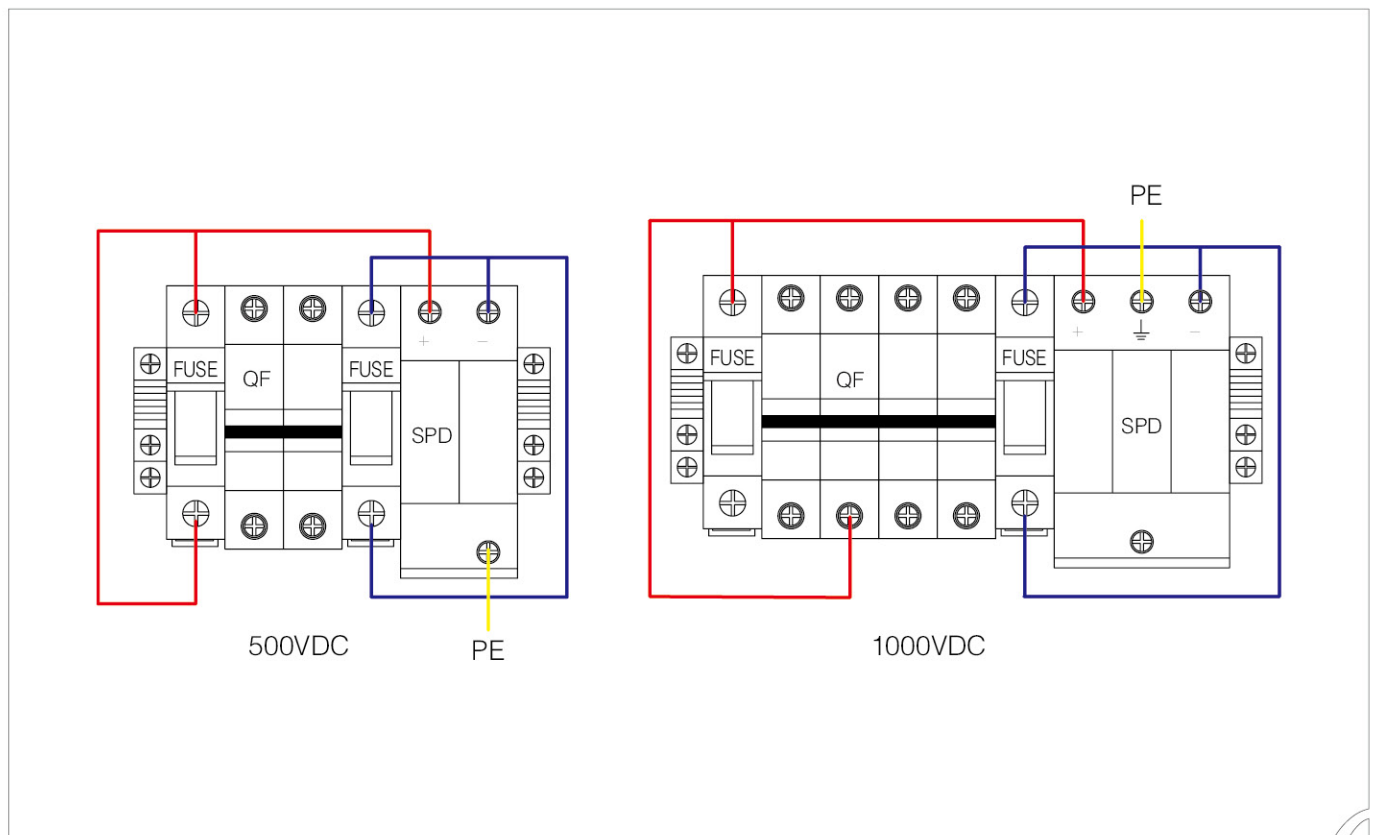 PE
FUSE
QF
FUSE
+
−
SPD
500VDC
PE
FUSE
QF
FUSE
+
−
SPD
1000VDC